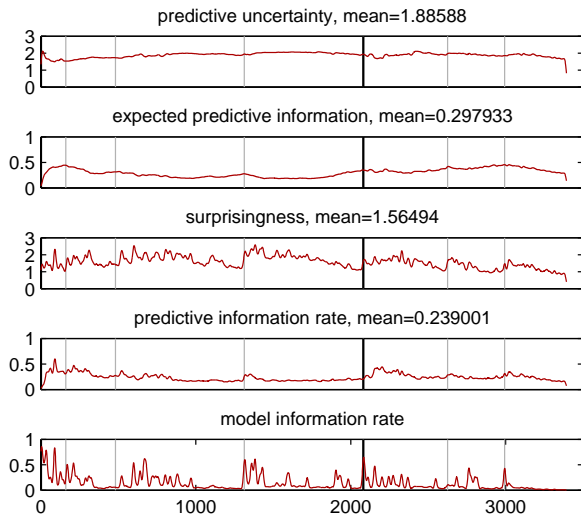 predictive uncertainty, mean=1.88588
3
2
1
0
expected predictive information, mean=0.297933
1
0.5
0
surprisingness, mean=1.56494
3
2
1
0
predictive information rate, mean=0.239001
1
0.5
0
model information rate
1
0.5
0
0 1000 2000 3000